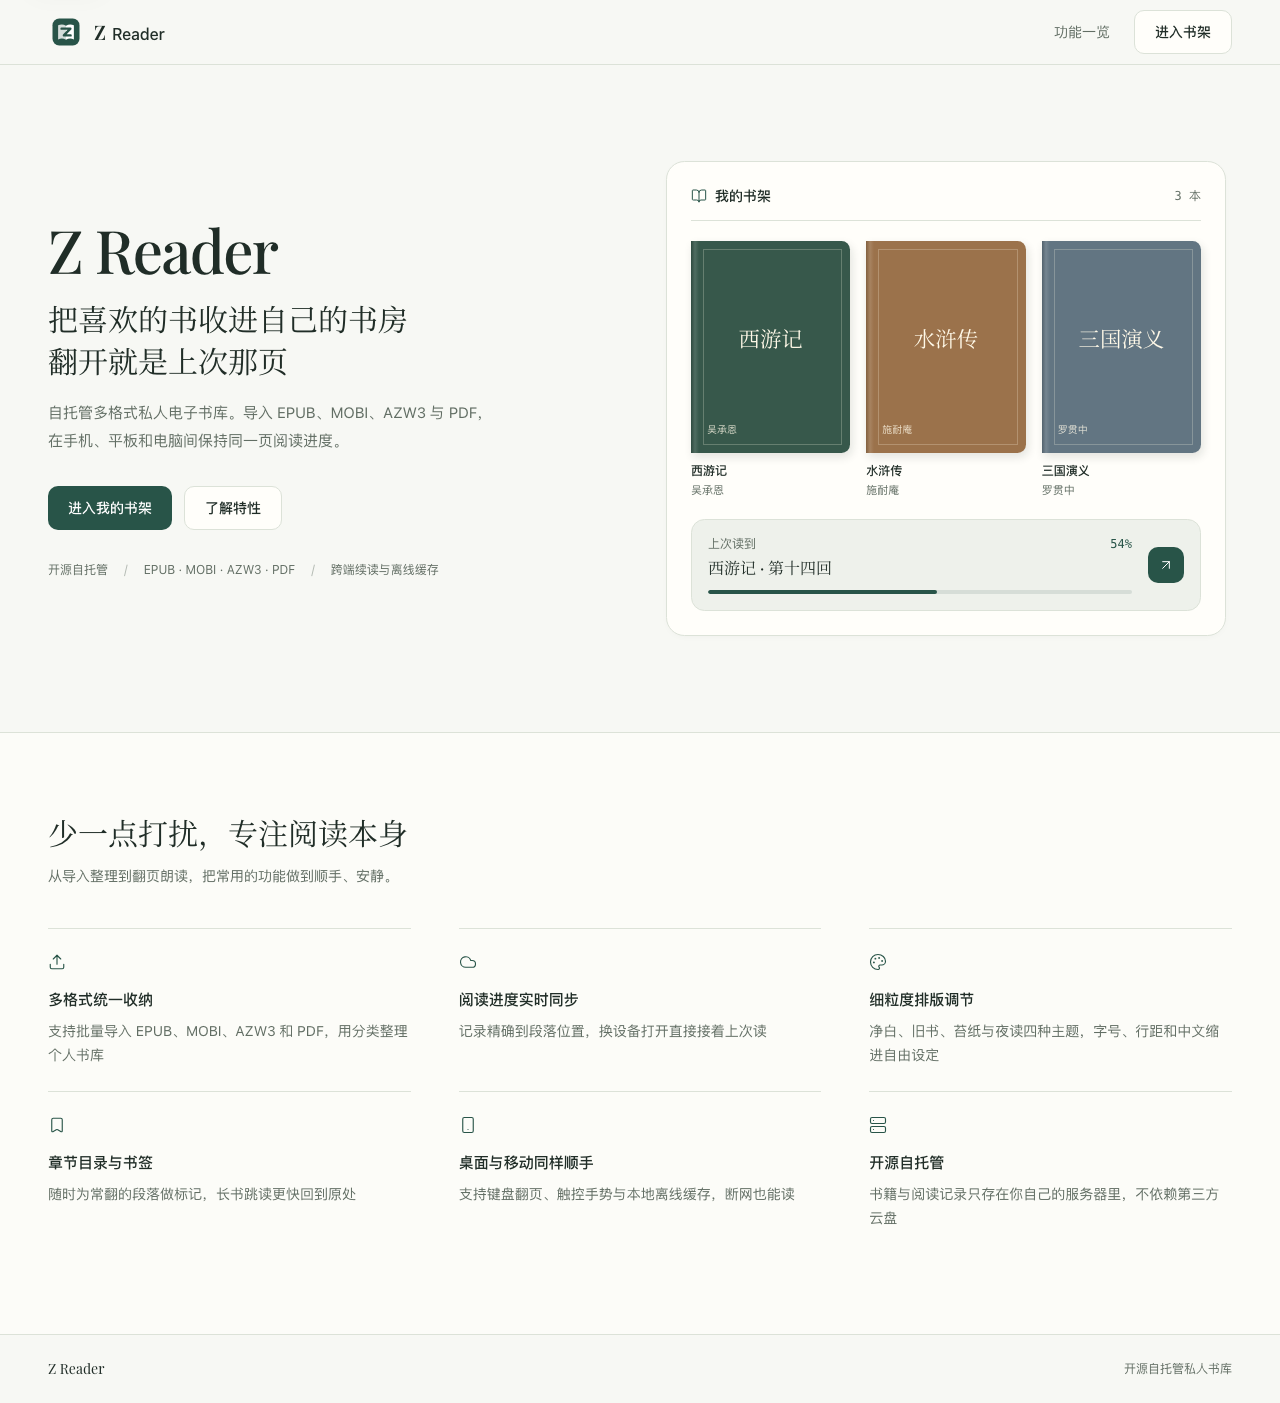 Z Reader
功能一览
进入书架
Z Reader
把喜欢的书收进自己的书房
翻开就是上次那页
自托管多格式私人电子书库。导入 EPUB、MOBI、AZW3 与 PDF，
在手机、平板和电脑间保持同一页阅读进度。
进入我的书架
了解特性
开源自托管 / EPUB · MOBI · AZW3 · PDF / 跨端续读与离线缓存
我的书架
3 本
西游记
吴承恩
水浒传
施耐庵
三国演义
罗贯中
西游记
吴承恩
水浒传
施耐庵
三国演义
罗贯中
上次读到
54%
西游记 · 第十四回
少一点打扰，专注阅读本身
从导入整理到翻页朗读，把常用的功能做到顺手、安静。
多格式统一收纳
支持批量导入 EPUB、MOBI、AZW3 和 PDF，用分类整理
个人书库
阅读进度实时同步
记录精确到段落位置，换设备打开直接接着上次读
细粒度排版调节
净白、旧书、苔纸与夜读四种主题，字号、行距和中文缩
进自由设定
章节目录与书签
随时为常翻的段落做标记，长书跳读更快回到原处
桌面与移动同样顺手
支持键盘翻页、触控手势与本地离线缓存，断网也能读
开源自托管
书籍与阅读记录只存在你自己的服务器里，不依赖第三方
云盘
Z Reader
开源自托管私人书库